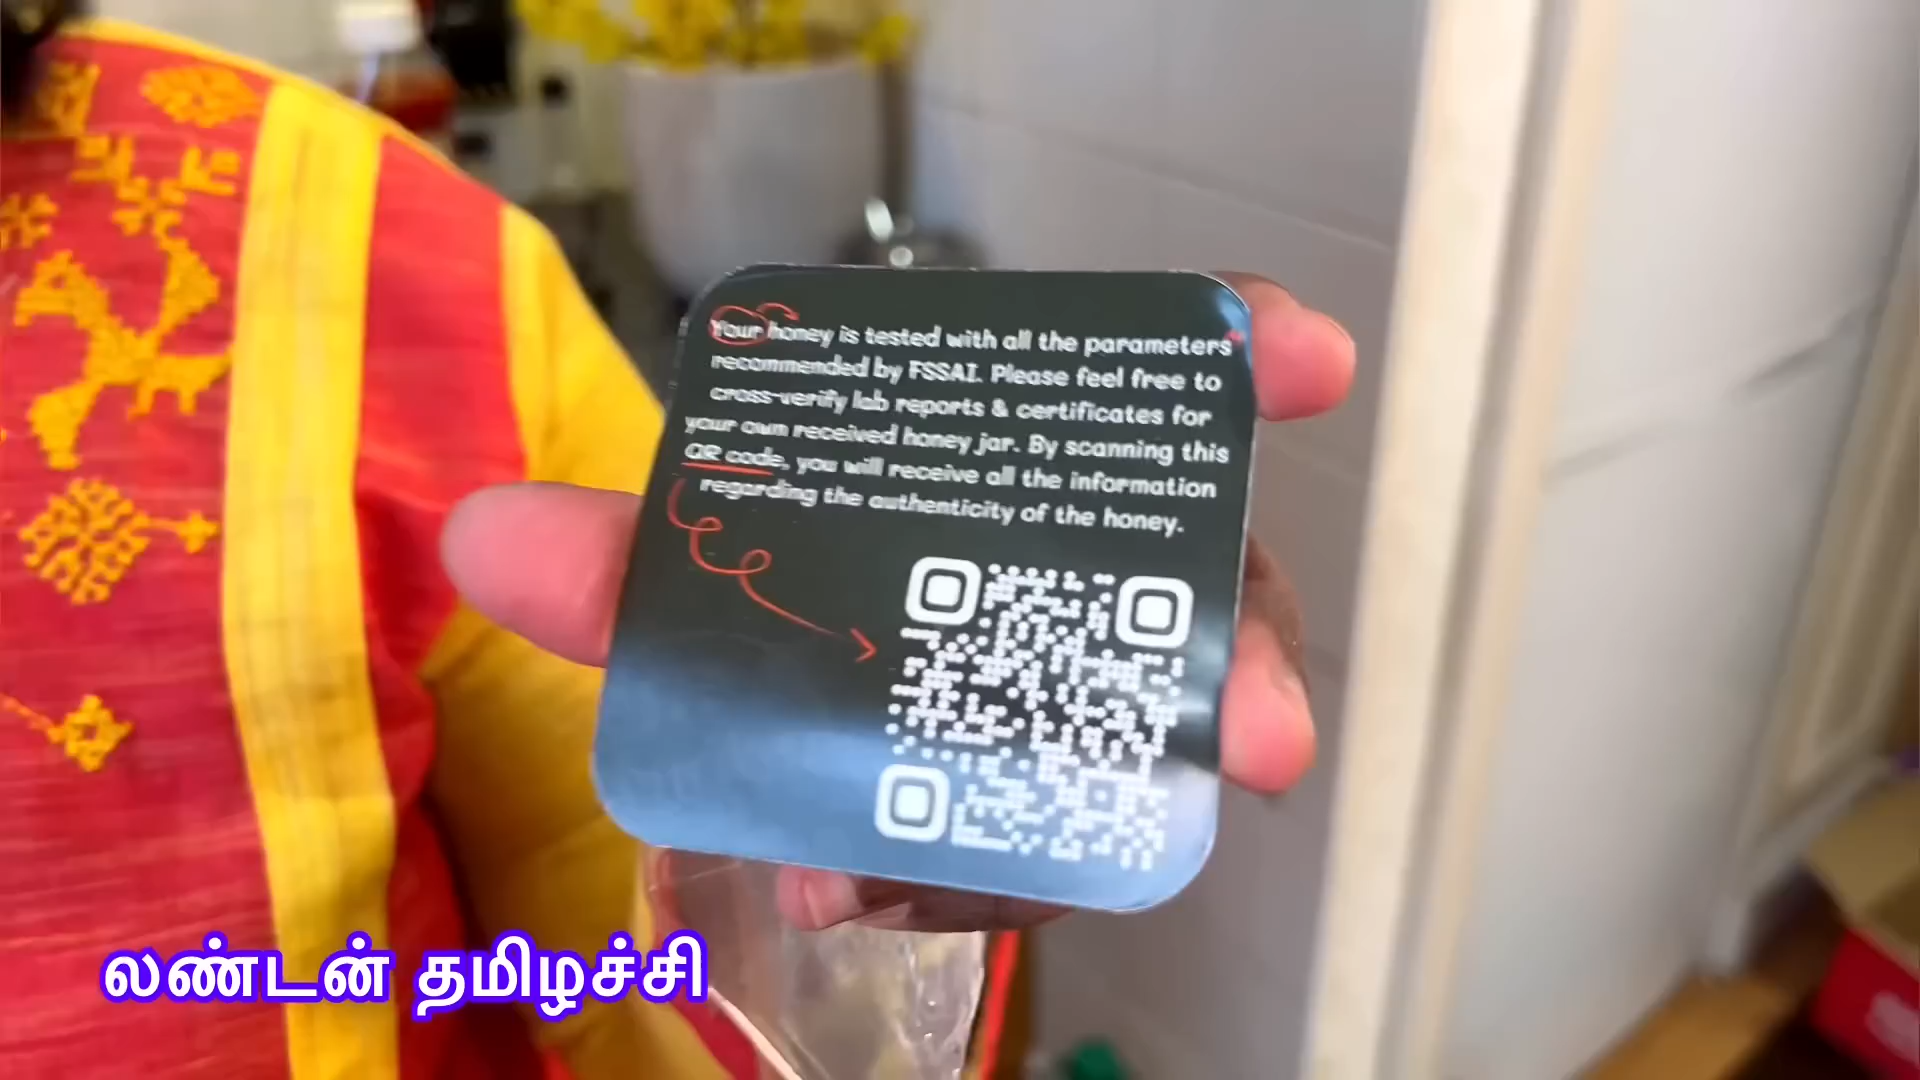 Your honey is tested with all the parameters*
recommended by FSSAI. Please feel free to
cross-verify lab reports & certificates for
your own received honey jar. By scanning this
QR code, you will receive all the information
regarding the authenticity of the honey.
லண்டன் தமிழச்சி